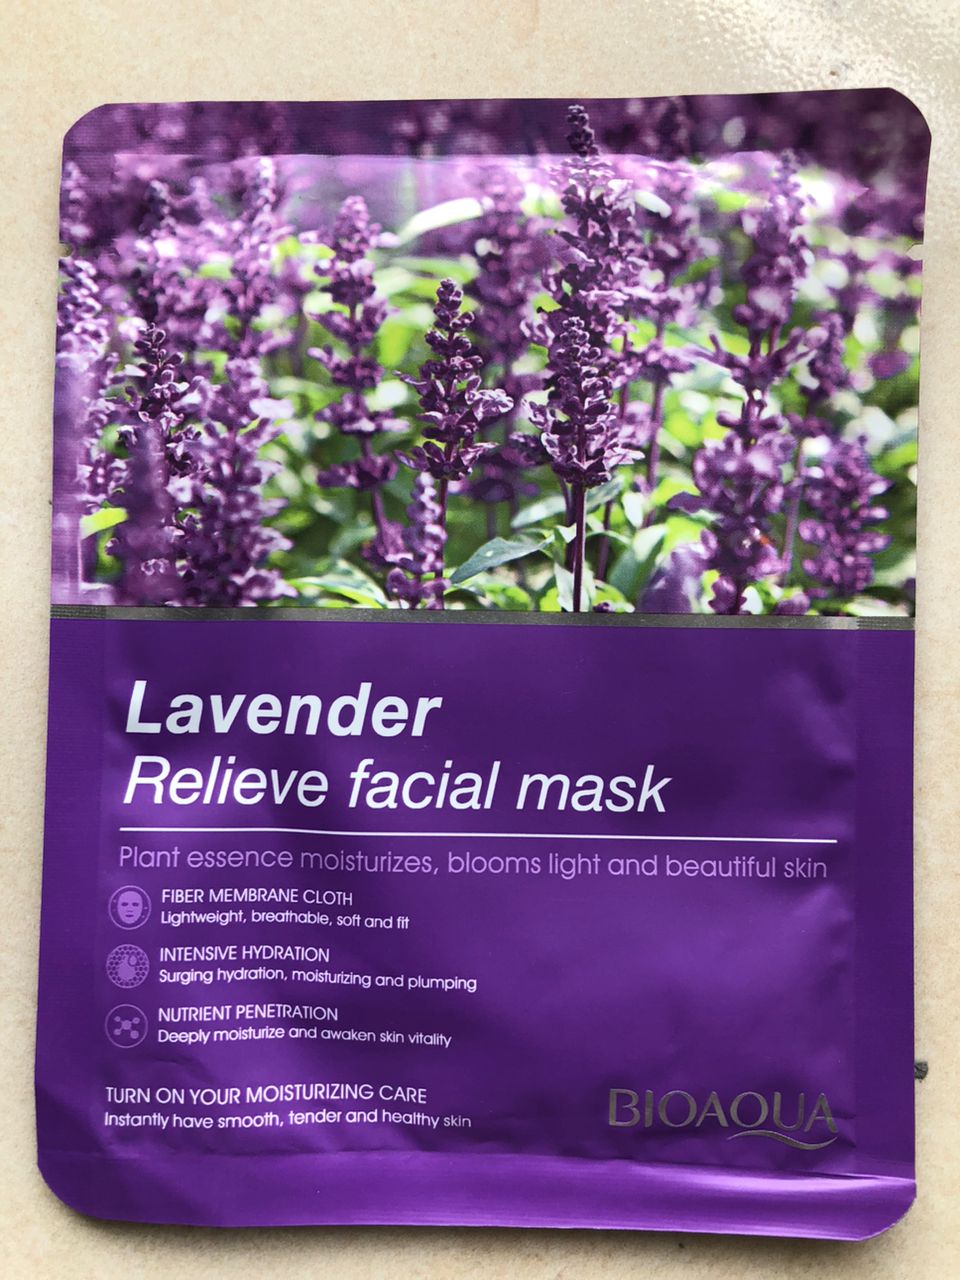 Lavender
Relieve facial mask
Plant essence moisturizes, blooms light and beautiful skin
FIBER MEMBRANE CLOTH
Lightweight, breathable, soft and fit
INTENSIVE HYDRATION
Surging hydration, moisturizing and plumping
NUTRIENT PENETRATION
Deeply moisturize and awaken skin vitality
TURN ON YOUR MOISTURIZING CARE
Instantly have smooth, tender and healthy skin
BIOAQUA